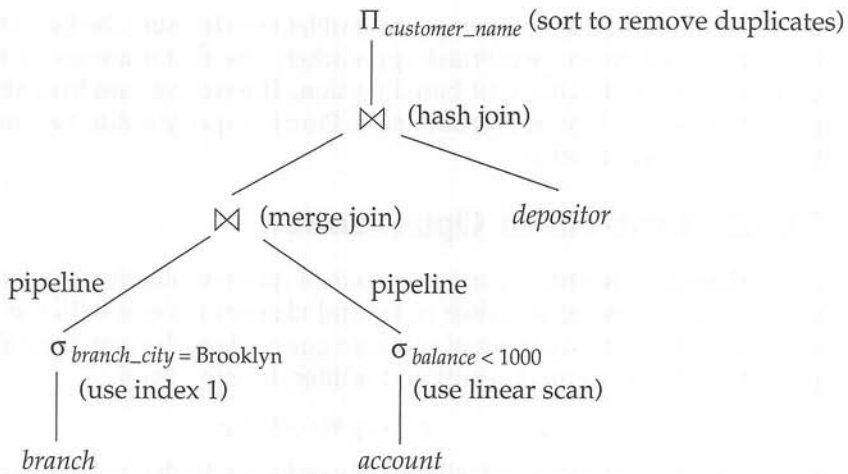 Π customer_name (sort to remove duplicates)
⋈ (hash join)
⋈ (merge join) depositor
pipeline pipeline
σ branch_city = Brooklyn σ balance < 1000
(use index 1) (use linear scan)
branch account